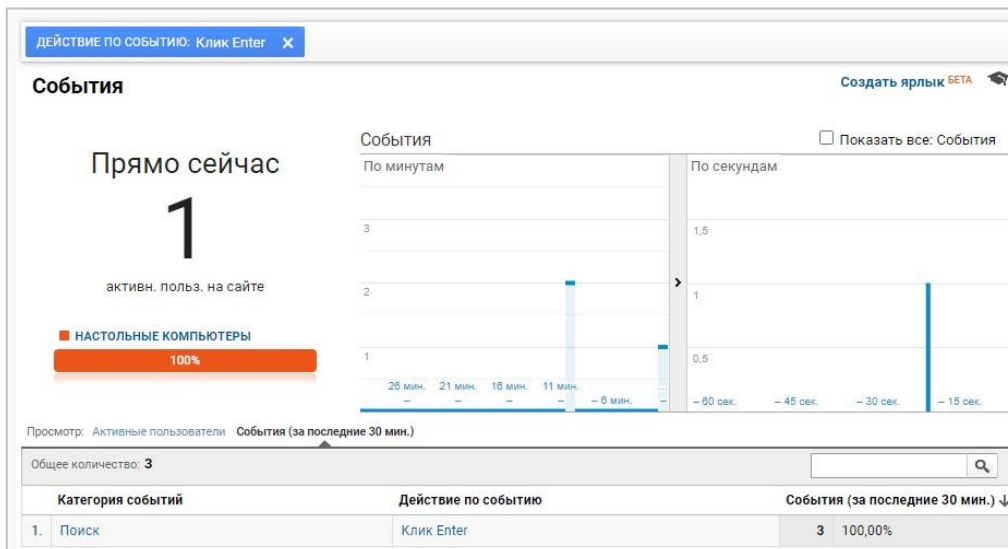 ДЕЙСТВИЕ ПО СОБЫТИЮ: Клик Enter X
События
Создать ярлык БЕТА
Прямо сейчас
1
активн. польз. на сайте
НАСТОЛЬНЫЕ КОМПЬЮТЕРЫ
100%
События
Показать все: События
По минутам
По секундам
3
2
1
26 мин. 21 мин. 16 мин. 11 мин.
– – – – – 6 мин. –
1,5
1
0,5
– 60 сек. – 45 сек. – 30 сек. – 15 сек.
Просмотр: Активные пользователи События (за последние 30 мин.)
Общее количество: 3
Категория событий Действие по событию События (за последние 30 мин.) ↓
1. Поиск Клик Enter 3 100,00%